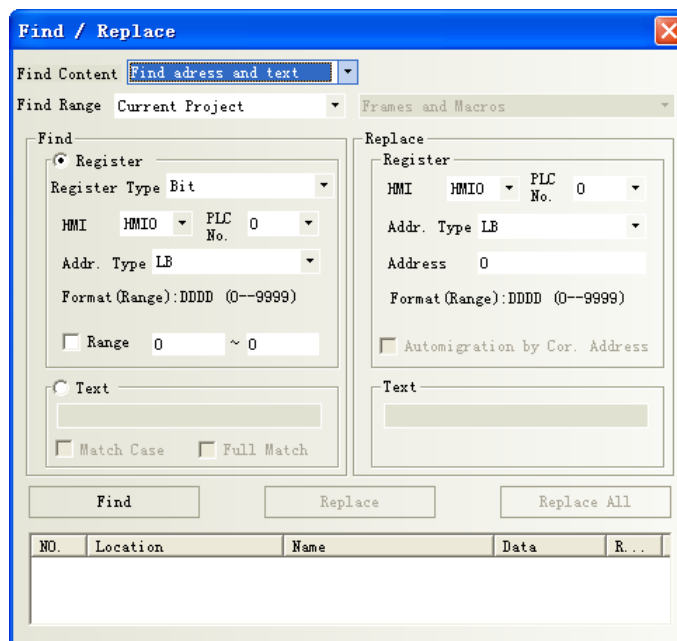 Find / Replace
Find Content Find adress and text
Find Range Current Project Frames and Macros
Find
Register
Register Type Bit
HMI HMI0 PLC No. 0
Addr. Type LB
Format(Range):DDDD (0--9999)
Range 0 ~ 0
Text
Match Case Full Match
Replace
Register
HMI HMI0 PLC No. 0
Addr. Type LB
Address 0
Format(Range):DDDD (0--9999)
Automigration by Cor. Address
Text
Find Replace Replace All
NO. Location Name Data R...